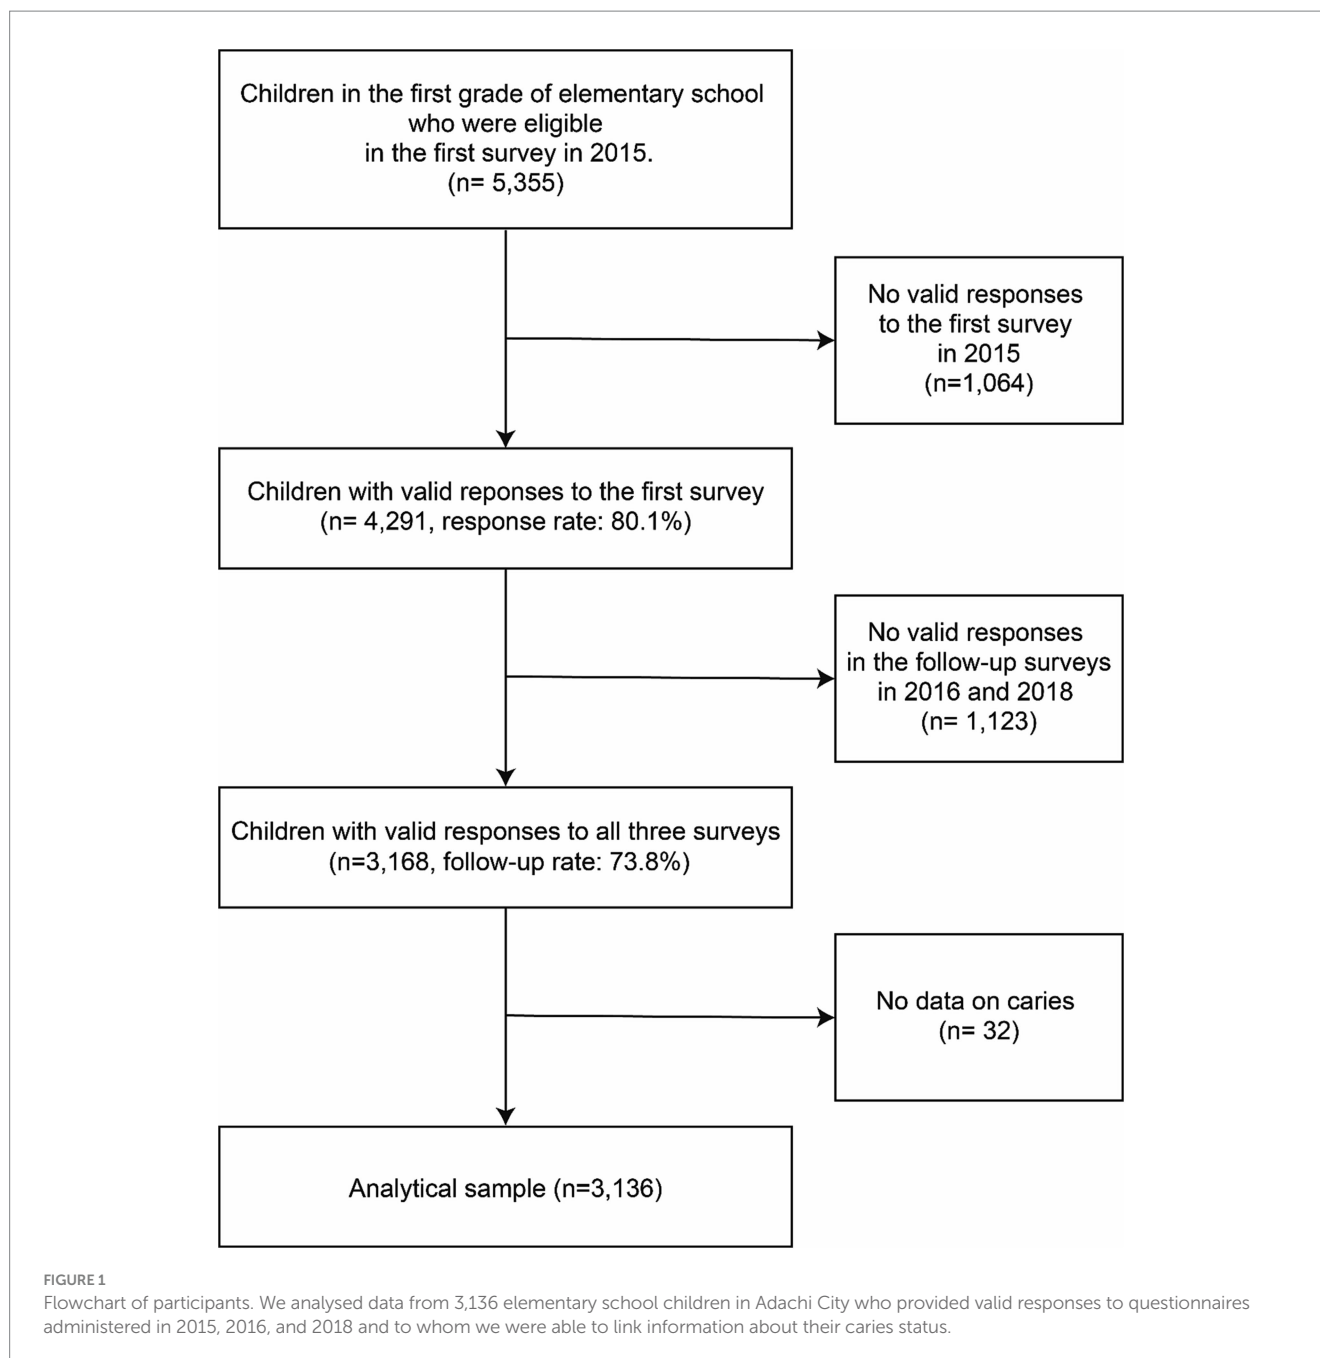 Children in the first grade of elementary school
who were eligible
in the first survey in 2015.
(n= 5,355)
No valid responses
to the first survey
in 2015
(n=1,064)
Children with valid reponses to the first survey
(n= 4,291, response rate: 80.1%)
No valid responses
in the follow-up surveys
in 2016 and 2018
(n= 1,123)
Children with valid responses to all three surveys
(n=3,168, follow-up rate: 73.8%)
No data on caries
(n= 32)
Analytical sample (n=3,136)
FIGURE 1
Flowchart of participants. We analysed data from 3,136 elementary school children in Adachi City who provided valid responses to questionnaires
administered in 2015, 2016, and 2018 and to whom we were able to link information about their caries status.